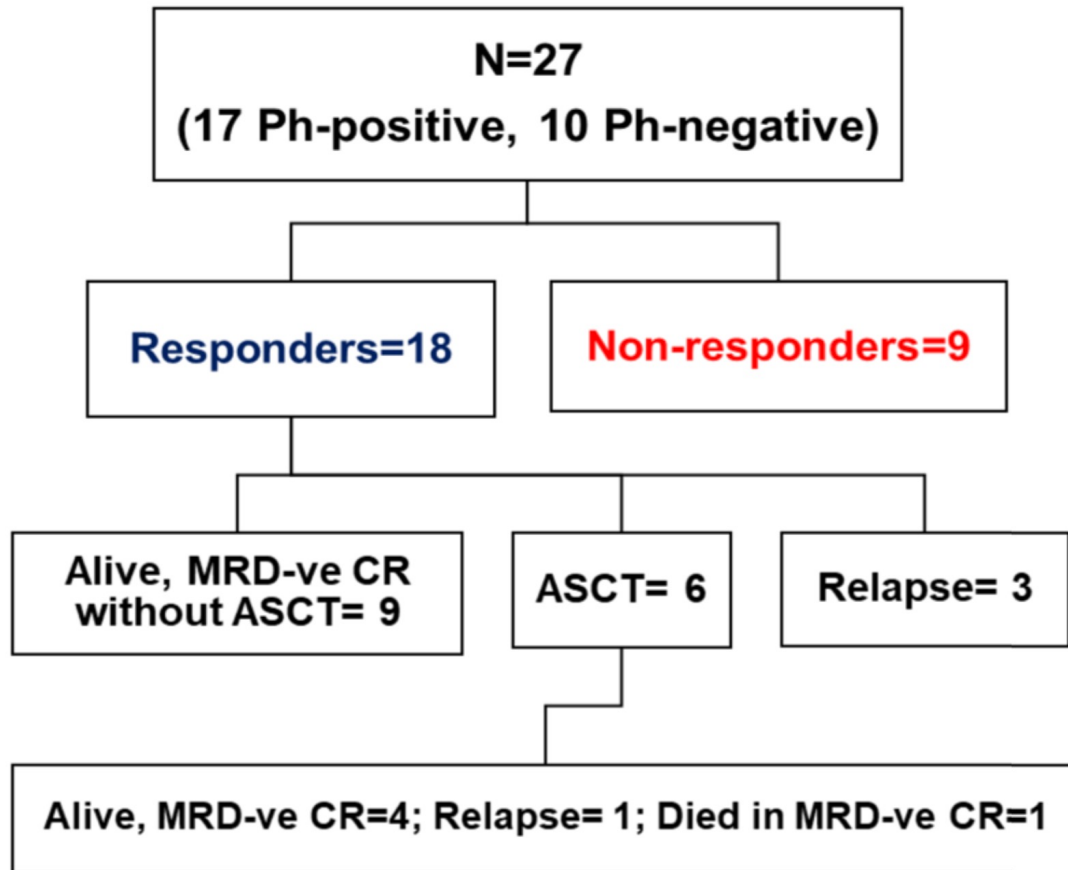 N=27
(17 Ph-positive, 10 Ph-negative)
Responders=18
Non-responders=9
Alive, MRD-ve CR
without ASCT= 9
ASCT= 6
Relapse= 3
Alive, MRD-ve CR=4; Relapse= 1; Died in MRD-ve CR=1